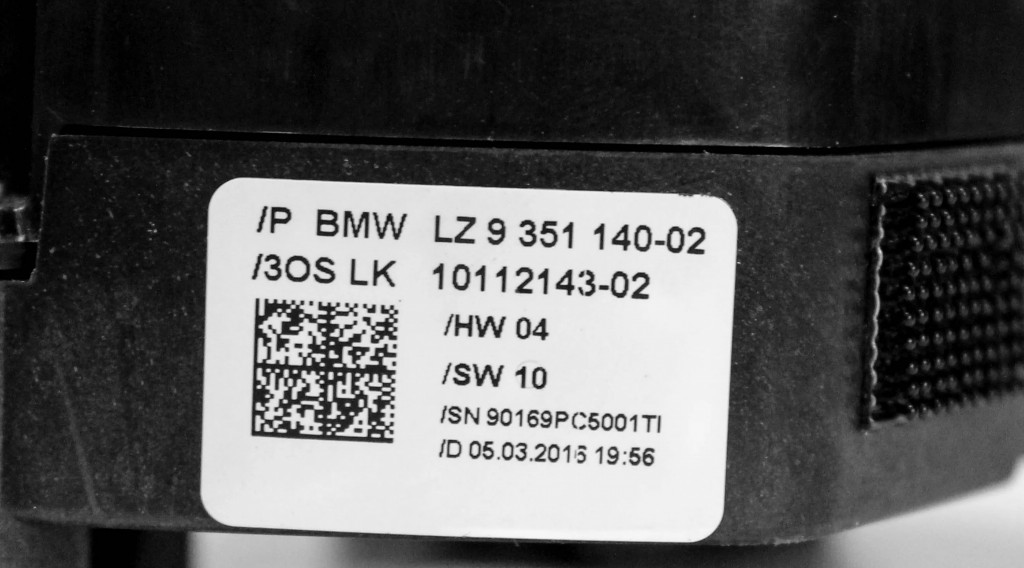 /P BMW LZ 9 351 140-02
/3OS LK 10112143-02
/HW 04
/SW 10
/SN 90169PC5001TI
/D 05.03.2016 19:56